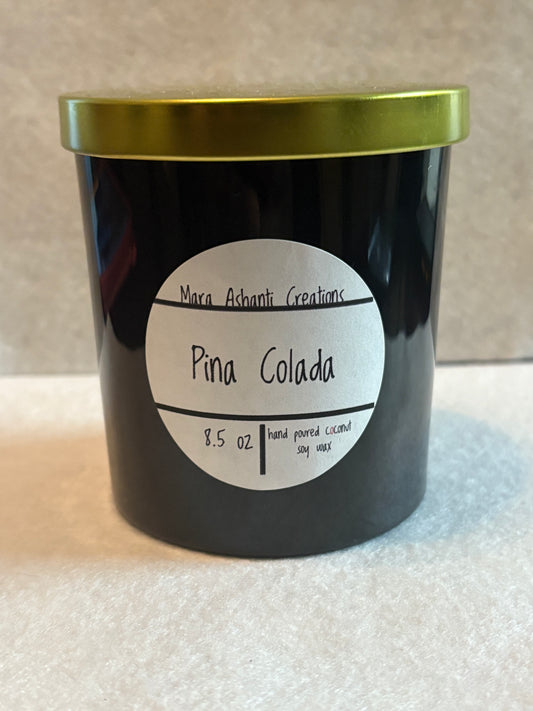 Mara Ashanti Creations
Pina Colada
8.5 oz
hand poured coconut
soy wax